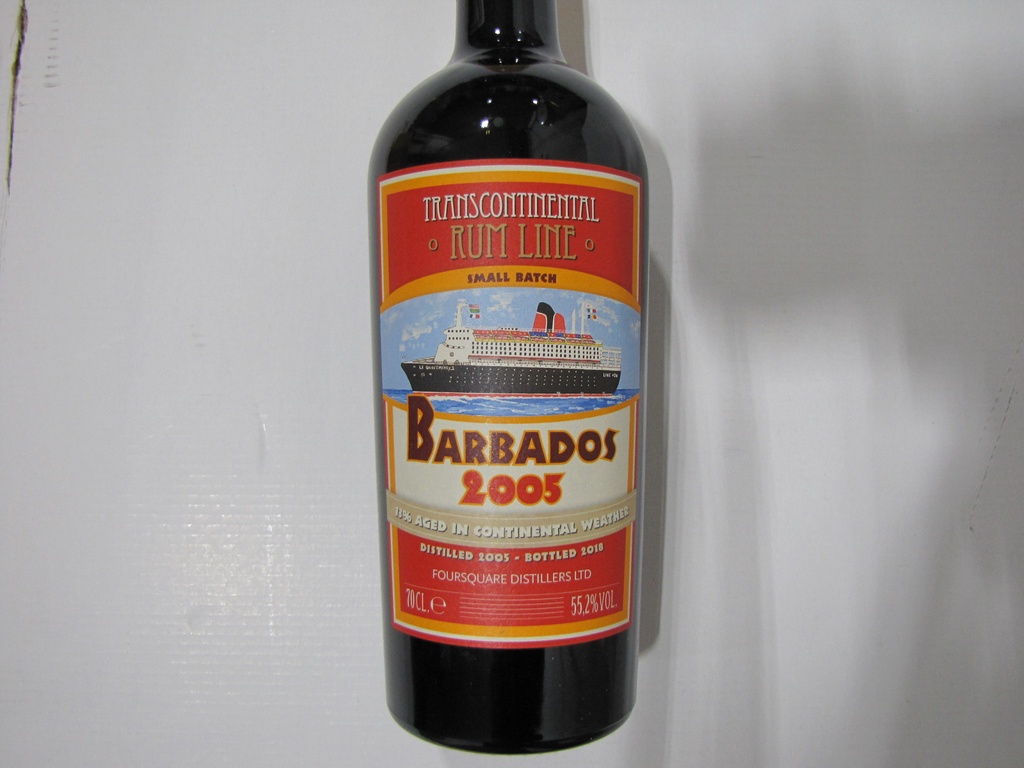 TRANSCONTINENTAL
RUM LINE
SMALL BATCH
BARBADOS
2005
13% AGED IN CONTINENTAL WEATHER
DISTILLED 2005 - BOTTLED 2018
FOURSQUARE DISTILLERS LTD
70CL.e 55,2%VOL.